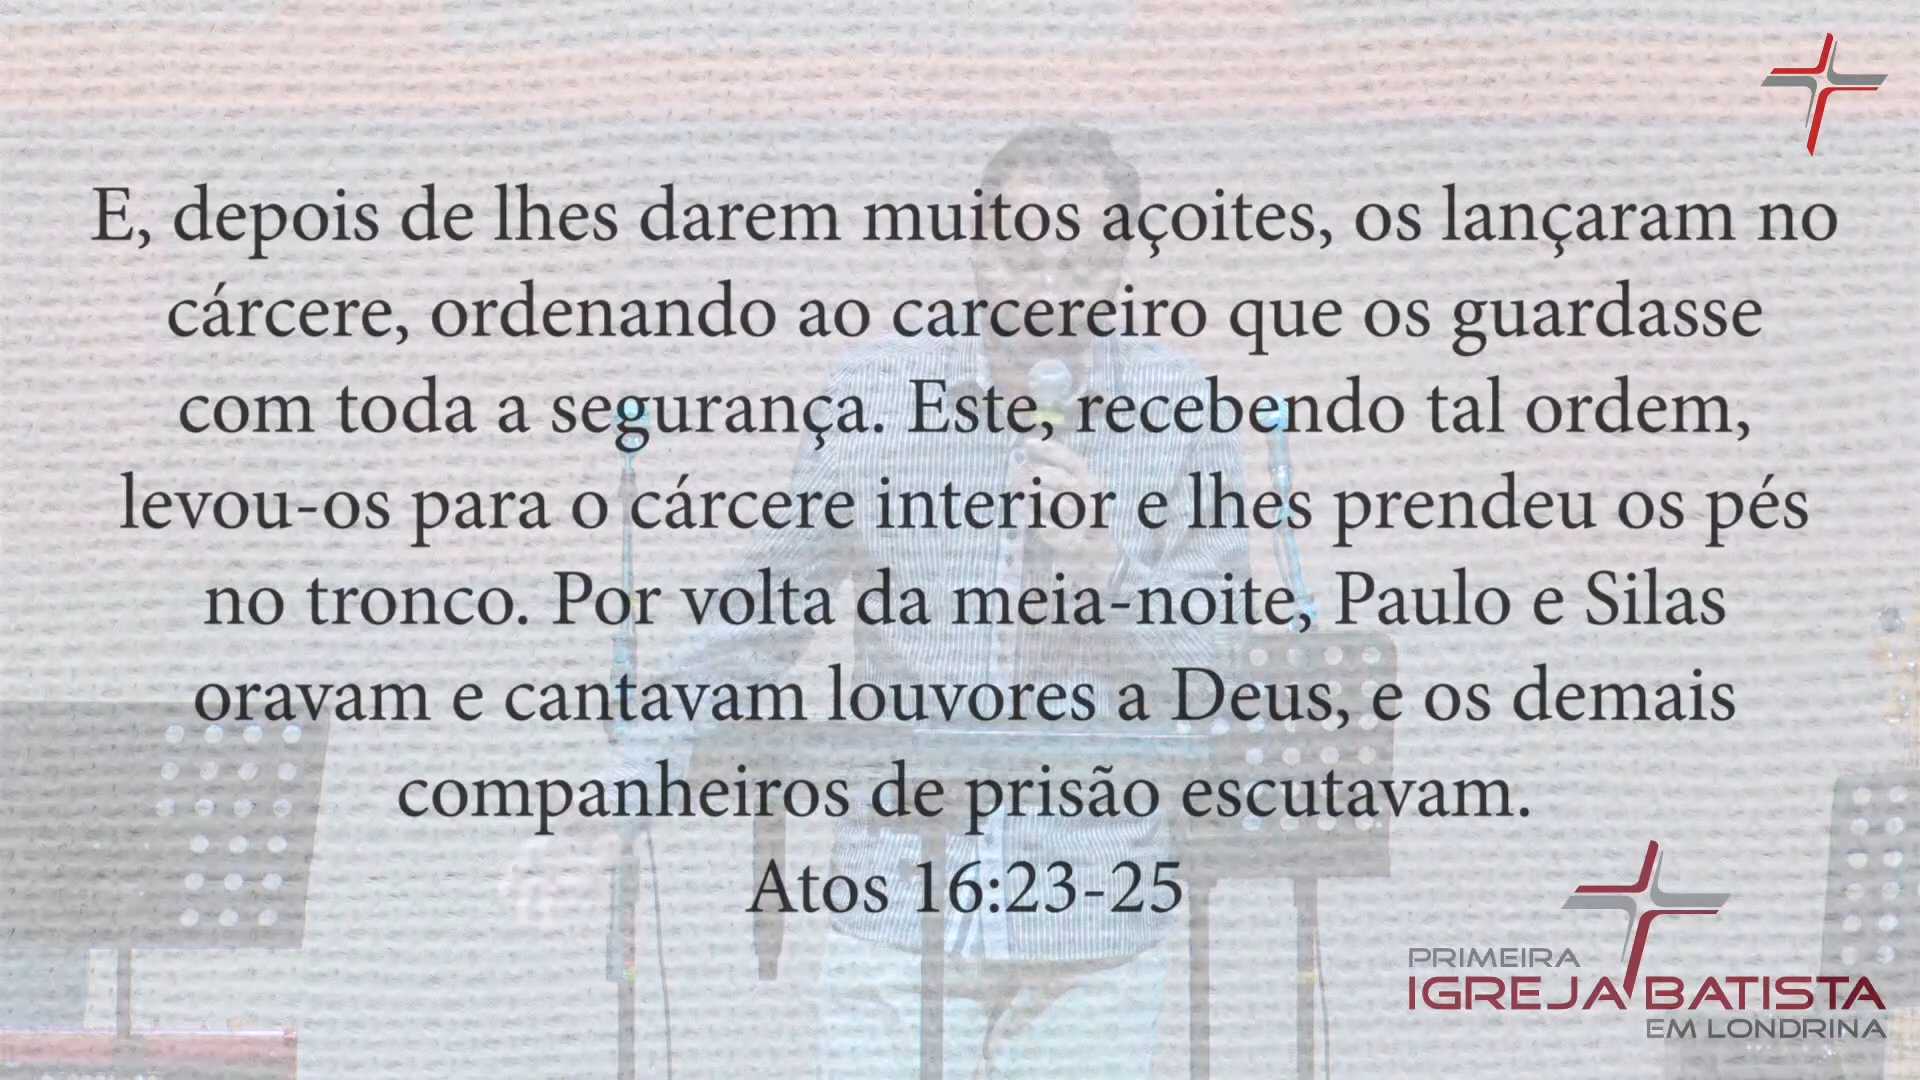 E, depois de lhes darem muitos açoites, os lançaram no
cárcere, ordenando ao carcereiro que os guardasse
com toda a segurança. Este, recebendo tal ordem,
levou-os para o cárcere interior e lhes prendeu os pés
no tronco. Por volta da meia-noite, Paulo e Silas
oravam e cantavam louvores a Deus, e os demais
companheiros de prisão escutavam.
Atos 16:23-25
PRIMEIRA
IGREJA BATISTA
EM LONDRINA